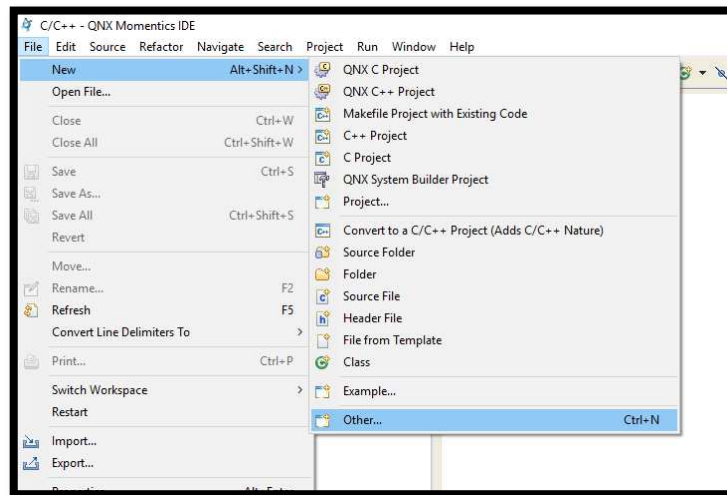 C/C++ - QNX Momentics IDE
File Edit Source Refactor Navigate Search Project Run Window Help
New Alt+Shift+N >
Open File...
Close Ctrl+W
Close All Ctrl+Shift+W
Save Ctrl+S
Save As...
Save All Ctrl+Shift+S
Revert
Move...
Rename... F2
Refresh F5
Convert Line Delimiters To >
Print... Ctrl+P
Switch Workspace >
Restart
Import...
Export...
QNX C Project
QNX C++ Project
Makefile Project with Existing Code
C++ Project
C Project
QNX System Builder Project
Project...
Convert to a C/C++ Project (Adds C/C++ Nature)
Source Folder
Folder
Source File
Header File
File from Template
Class
Example...
Other... Ctrl+N